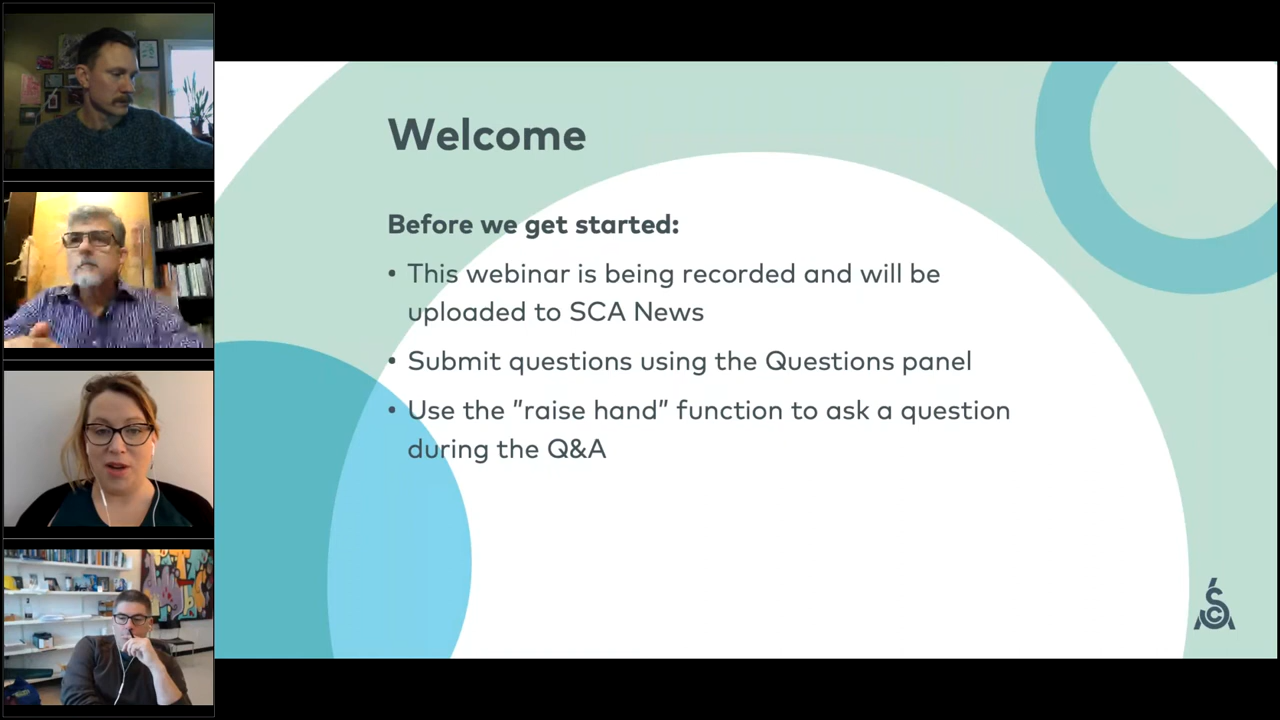 Welcome
Before we get started:
• This webinar is being recorded and will be
uploaded to SCA News
• Submit questions using the Questions panel
• Use the ”raise hand” function to ask a question
during the Q&A
SCA